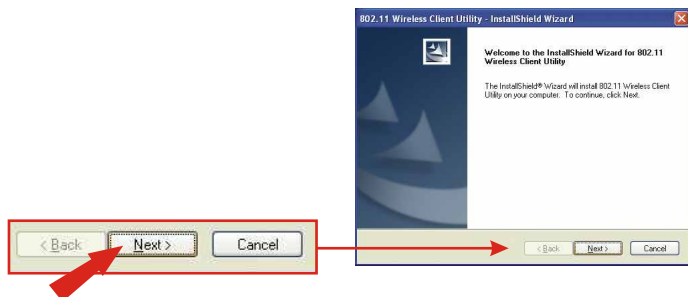 802.11 Wireless Client Utility - InstallShield Wizard
Welcome to the InstallShield Wizard for 802.11
Wireless Client Utility
The InstallShield® Wizard will install 802.11 Wireless Client
Utility on your computer. To continue, click Next.
< Back Next > Cancel
< Back Next > Cancel